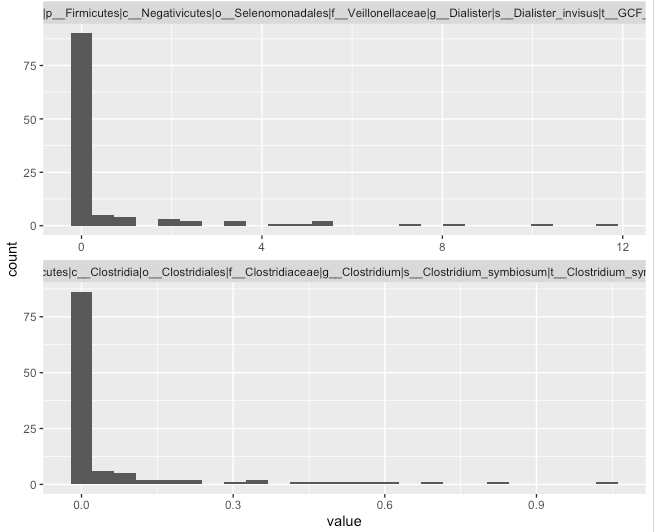 |p__Firmicutes|c__Negativicutes|o__Selenomonadales|f__Veillonellaceae|g__Dialister|s__Dialister_invisus|t__GCF_
75
50
25
0
0 4 8 12
count
cutes|c__Clostridia|o__Clostridiales|f__Clostridiaceae|g__Clostridium|s__Clostridium_symbiosum|t__Clostridium_syr
75
50
25
0
0.0 0.3 0.6 0.9
value